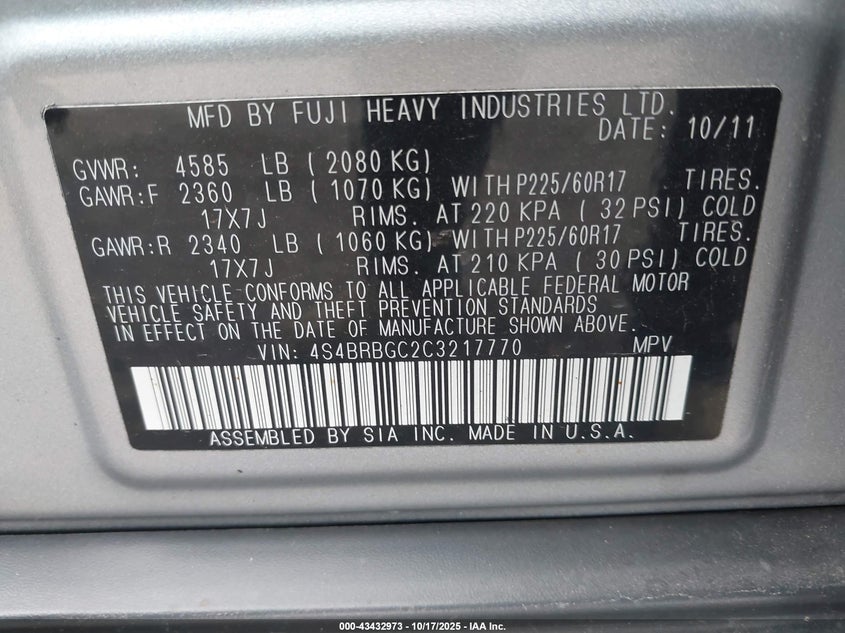 MFD BY FUJI HEAVY INDUSTRIES LTD.
DATE: 10/11
GVWR: 4585 LB (2080 KG)
GAWR:F 2360 LB (1070 KG) WITH P225/60R17 TIRES.
17X7J RIMS. AT 220 KPA (32 PSI) COLD
GAWR:R 2340 LB (1060 KG) WITH P225/60R17 TIRES.
17X7J RIMS. AT 210 KPA (30 PSI) COLD
THIS VEHICLE CONFORMS TO ALL APPLICABLE FEDERAL MOTOR
VEHICLE SAFETY AND THEFT PREVENTION STANDARDS
IN EFFECT ON THE DATE OF MANUFACTURE SHOWN ABOVE.
VIN: 4S4BRBGC2C3217770 MPV
ASSEMBLED BY SIA INC. MADE IN U.S.A.
000-43432973 - 10/17/2025 - IAA Inc.